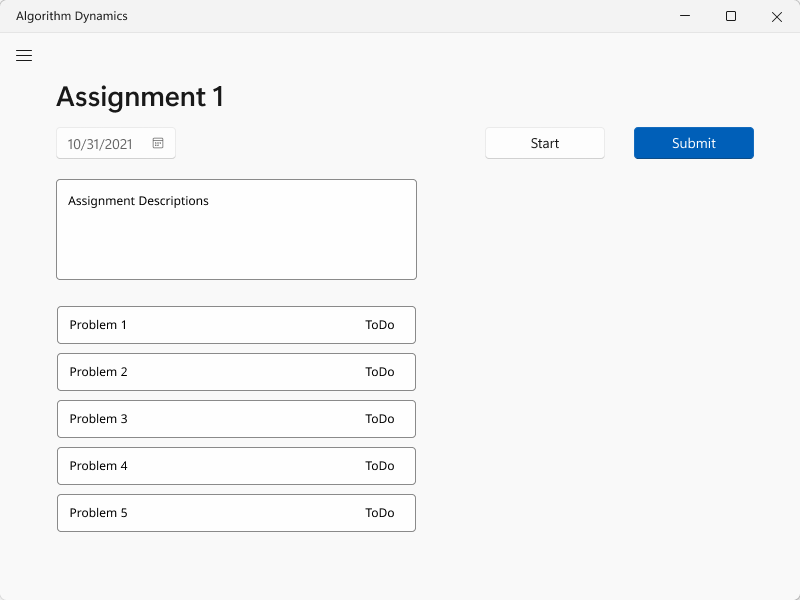 Algorithm Dynamics
Assignment 1
10/31/2021
Start
Submit
Assignment Descriptions
Problem 1 ToDo
Problem 2 ToDo
Problem 3 ToDo
Problem 4 ToDo
Problem 5 ToDo